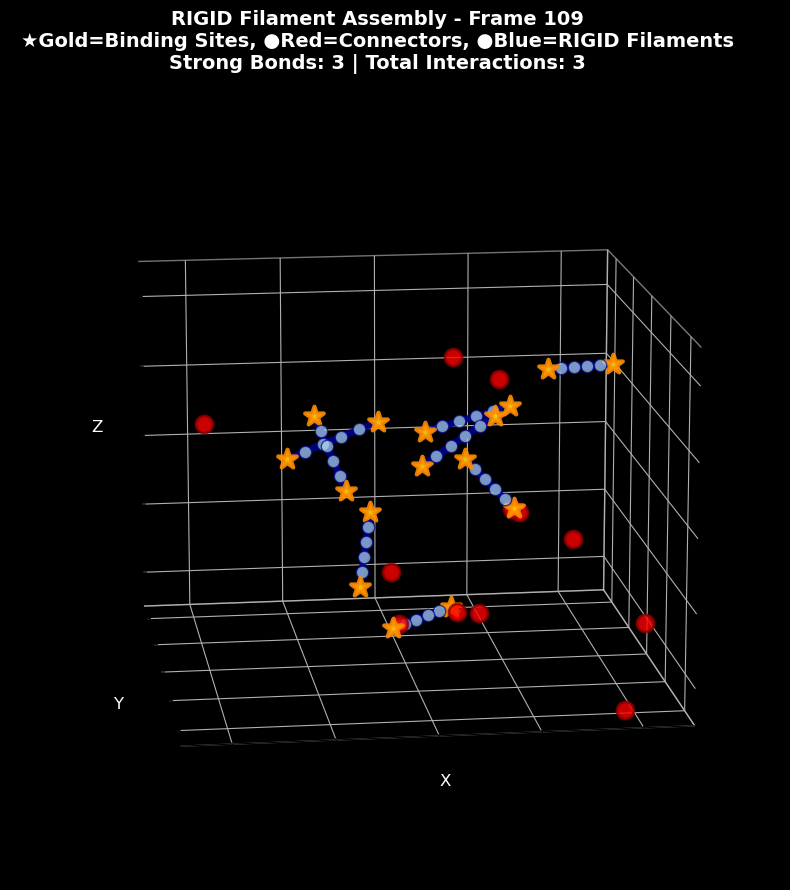 RIGID Filament Assembly - Frame 109
★Gold=Binding Sites, ●Red=Connectors, ●Blue=RIGID Filaments
Strong Bonds: 3 | Total Interactions: 3
Z
Y
X